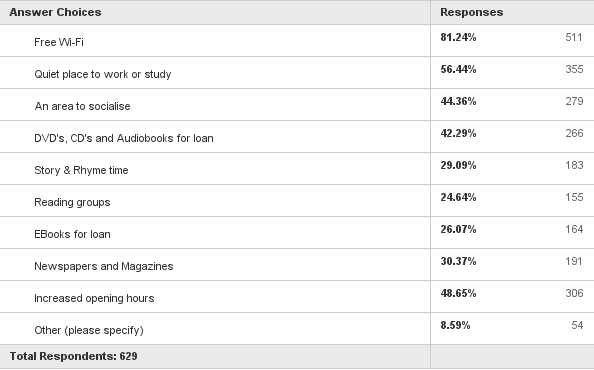 Answer Choices Responses
Free Wi-Fi 81.24% 511
Quiet place to work or study 56.44% 355
An area to socialise 44.36% 279
DVD's, CD's and Audiobooks for loan 42.29% 266
Story & Rhyme time 29.09% 183
Reading groups 24.64% 155
EBooks for loan 26.07% 164
Newspapers and Magazines 30.37% 191
Increased opening hours 48.65% 306
Other (please specify) 8.59% 54
Total Respondents: 629